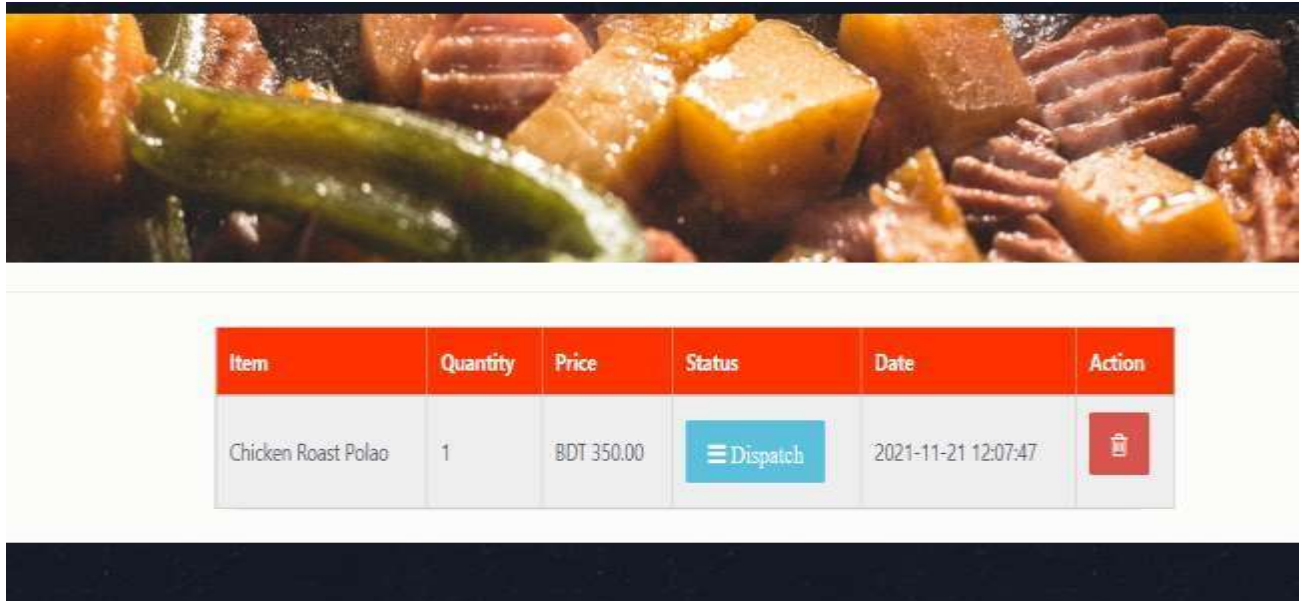 Item Quantity Price Status Date Action
Chicken Roast Polao 1 BDT 350.00 Dispatch 2021-11-21 12:07:47